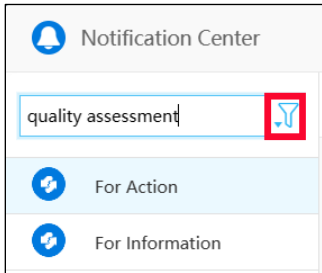 Notification Center
quality assessment
For Action
For Information